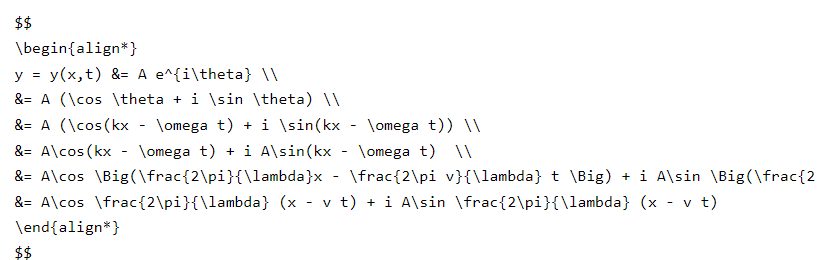 $$
\begin{align*}
y = y(x,t) &= A e^{i\theta} \\
&= A (\cos \theta + i \sin \theta) \\
&= A (\cos(kx - \omega t) + i \sin(kx - \omega t)) \\
&= A\cos(kx - \omega t) + i A\sin(kx - \omega t)  \\
&= A\cos \Big(\frac{2\pi}{\lambda}x - \frac{2\pi v}{\lambda} t \Big) + i A\sin \Big(\frac{2
&= A\cos \frac{2\pi}{\lambda} (x - v t) + i A\sin \frac{2\pi}{\lambda} (x - v t)
\end{align*}
$$